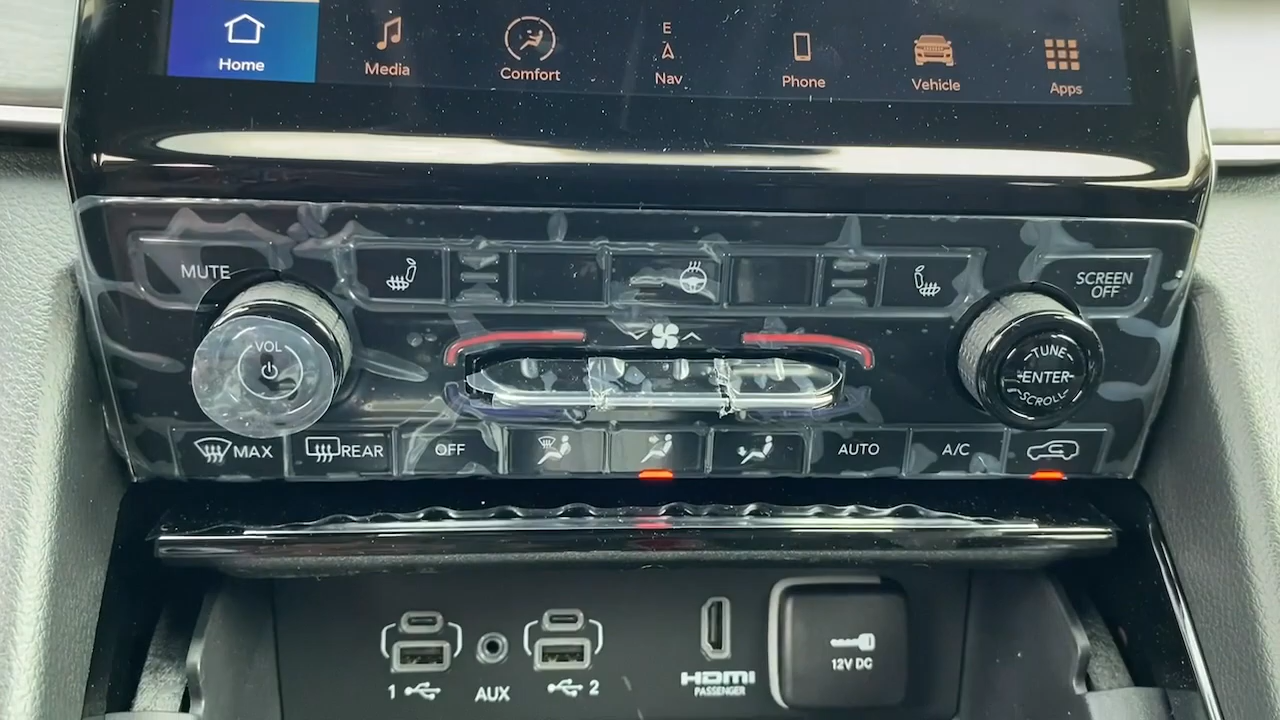 Home
Media
Comfort
E
A
Nav
Phone
Vehicle
Apps
MUTE
SCREEN
OFF
VOL
TUNE
ENTER
SCROLL
MAX
REAR
OFF
AUTO
A/C
1
AUX
2
HDMI
PASSENGER
12V DC